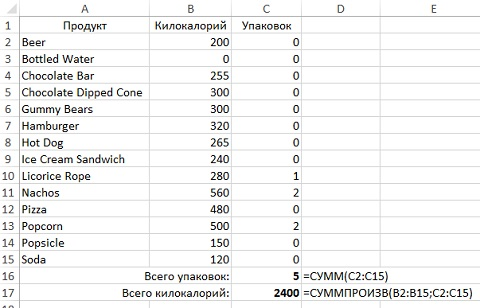 A B C D E
1 Продукт Килокалорий Упаковок
2 Beer 200 0
3 Bottled Water 0 0
4 Chocolate Bar 255 0
5 Chocolate Dipped Cone 300 0
6 Gummy Bears 300 0
7 Hamburger 320 0
8 Hot Dog 265 0
9 Ice Cream Sandwich 240 0
10 Licorice Rope 280 1
11 Nachos 560 2
12 Pizza 480 0
13 Popcorn 500 2
14 Popsicle 150 0
15 Soda 120 0
16 Всего упаковок: 5 =СУММ(C2:C15)
17 Всего килокалорий: 2400 =СУММПРОИЗВ(B2:B15;C2:C15)